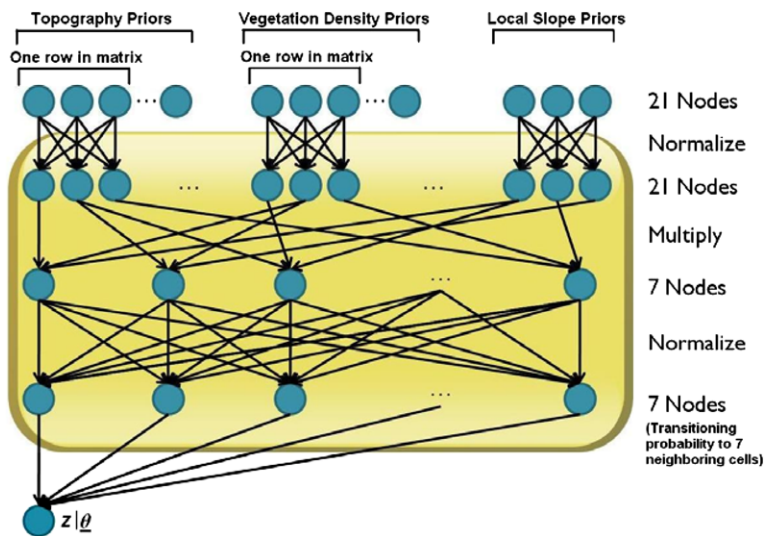 Topography Priors
Vegetation Density Priors
Local Slope Priors
One row in matrix
One row in matrix
...
...
21 Nodes
Normalize
...
...
21 Nodes
Multiply
...
7 Nodes
Normalize
...
7 Nodes
(Transitioning
probability to 7
neighboring cells)
z|θ